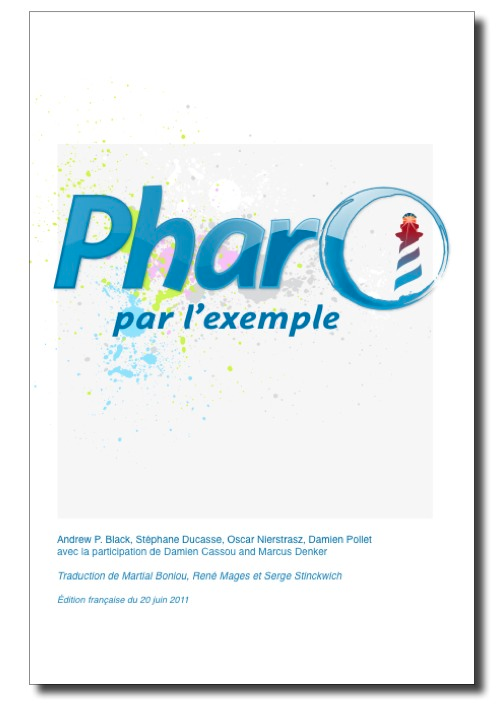 Pharo
par l'exemple
Andrew P. Black, Stéphane Ducasse, Oscar Nierstrasz, Damien Pollet
avec la participation de Damien Cassou and Marcus Denker
Traduction de Martial Boniou, René Mages et Serge Stinckwich
Édition française du 20 juin 2011